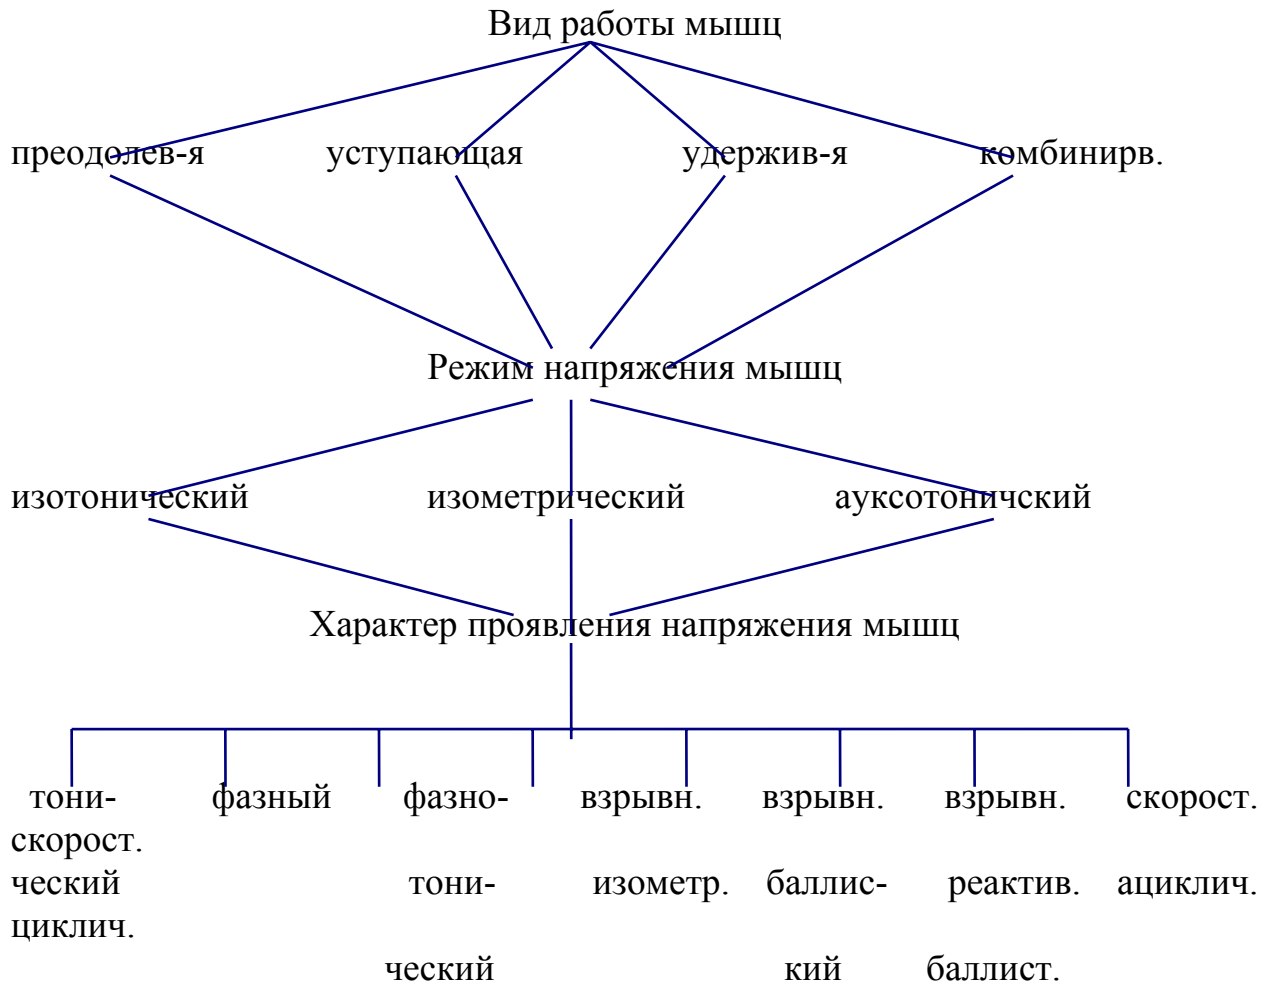 Вид работы мышц
преодолев-я уступающая удержив-я комбинирв.
Режим напряжения мышц
изотонический изометрический ауксотоничский
Характер проявления напряжения мышц
тони- фазный фазно- взрывн. взрывн. взрывн. скорост.
скорост.
ческий тони- изометр. баллис- реактив. ациклич.
циклич.
ческий кий баллист.